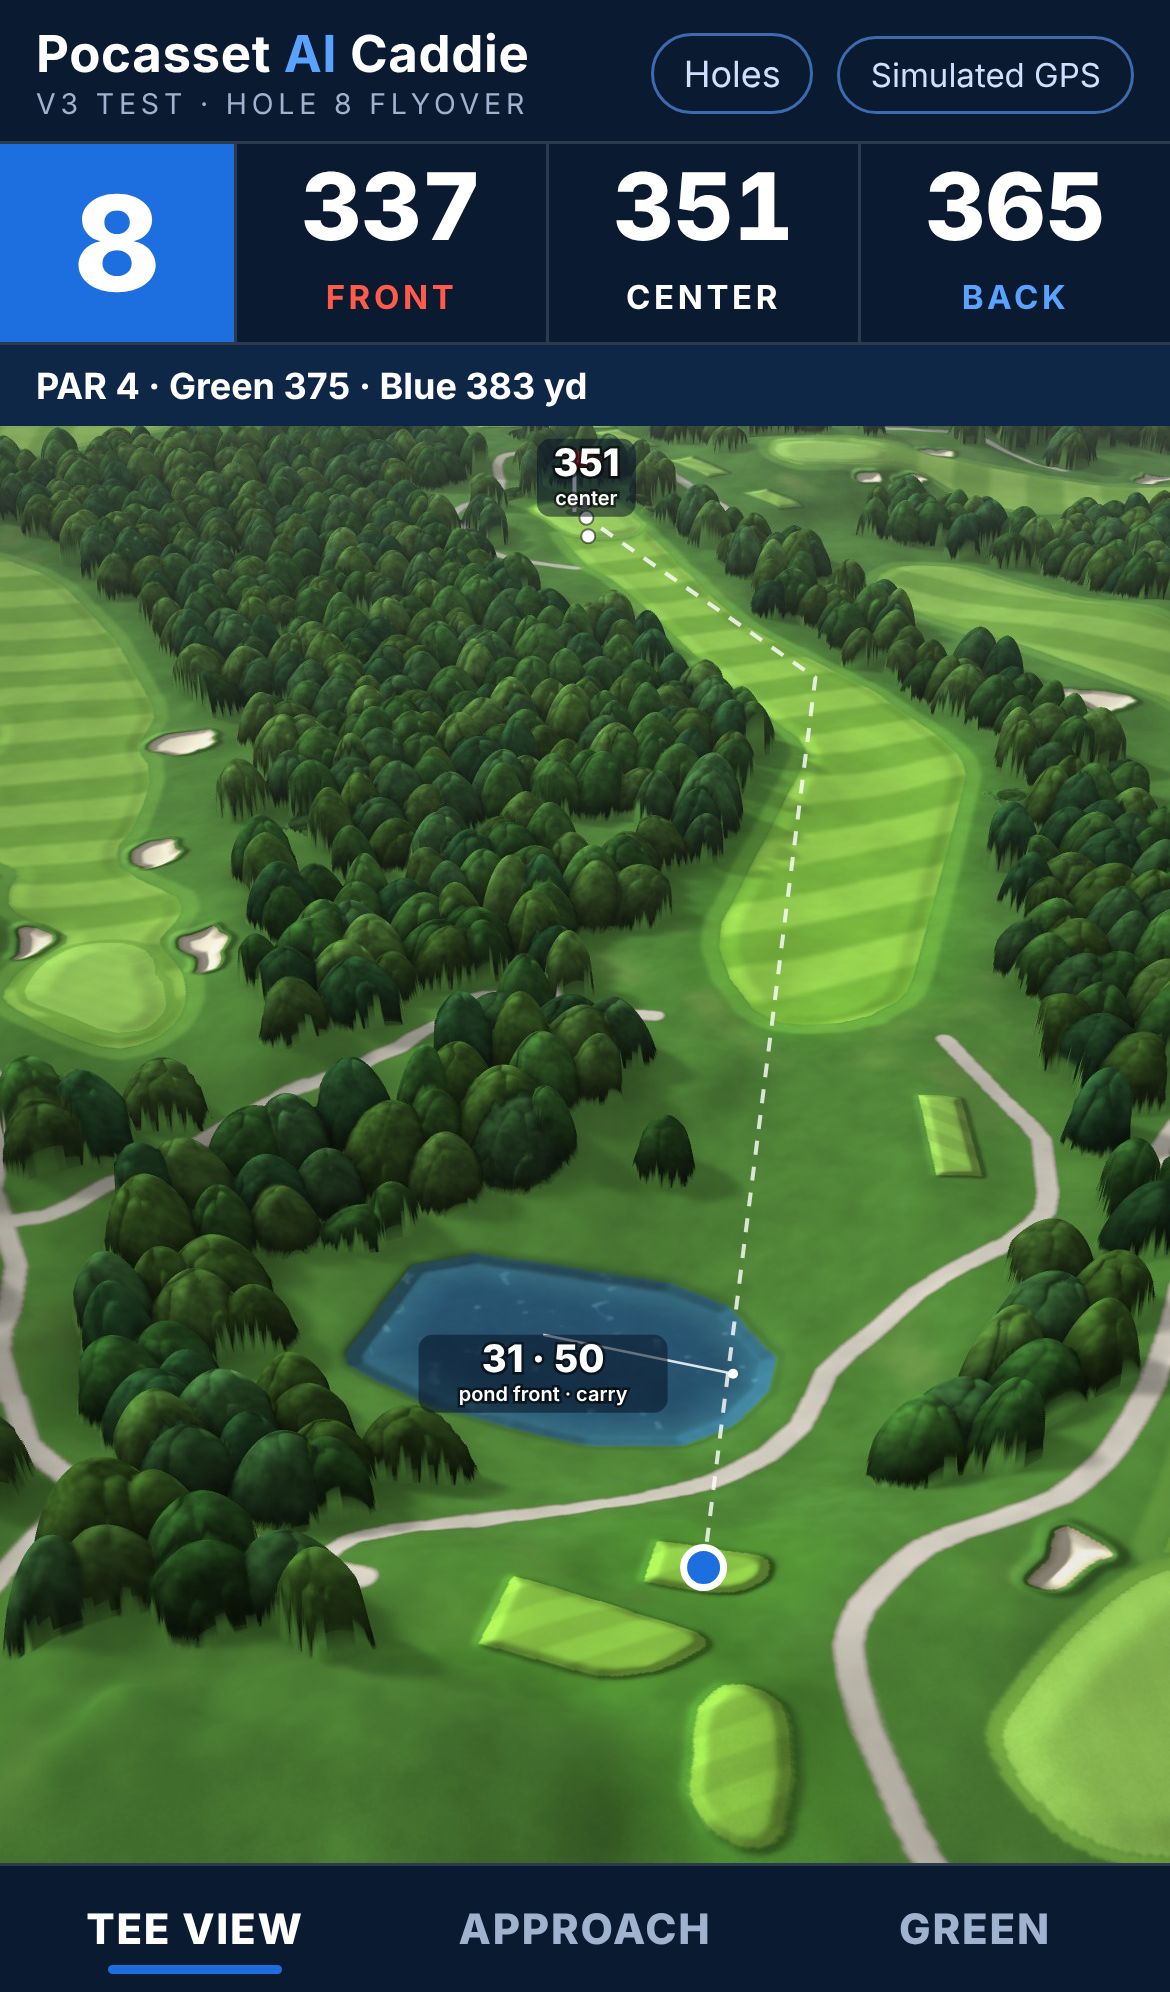 Pocasset AI Caddie
V3 TEST · HOLE 8 FLYOVER
Holes
Simulated GPS
8
337
FRONT
351
CENTER
365
BACK
PAR 4 · Green 375 · Blue 383 yd
351
center
31 · 50
pond front · carry
TEE VIEW
APPROACH
GREEN